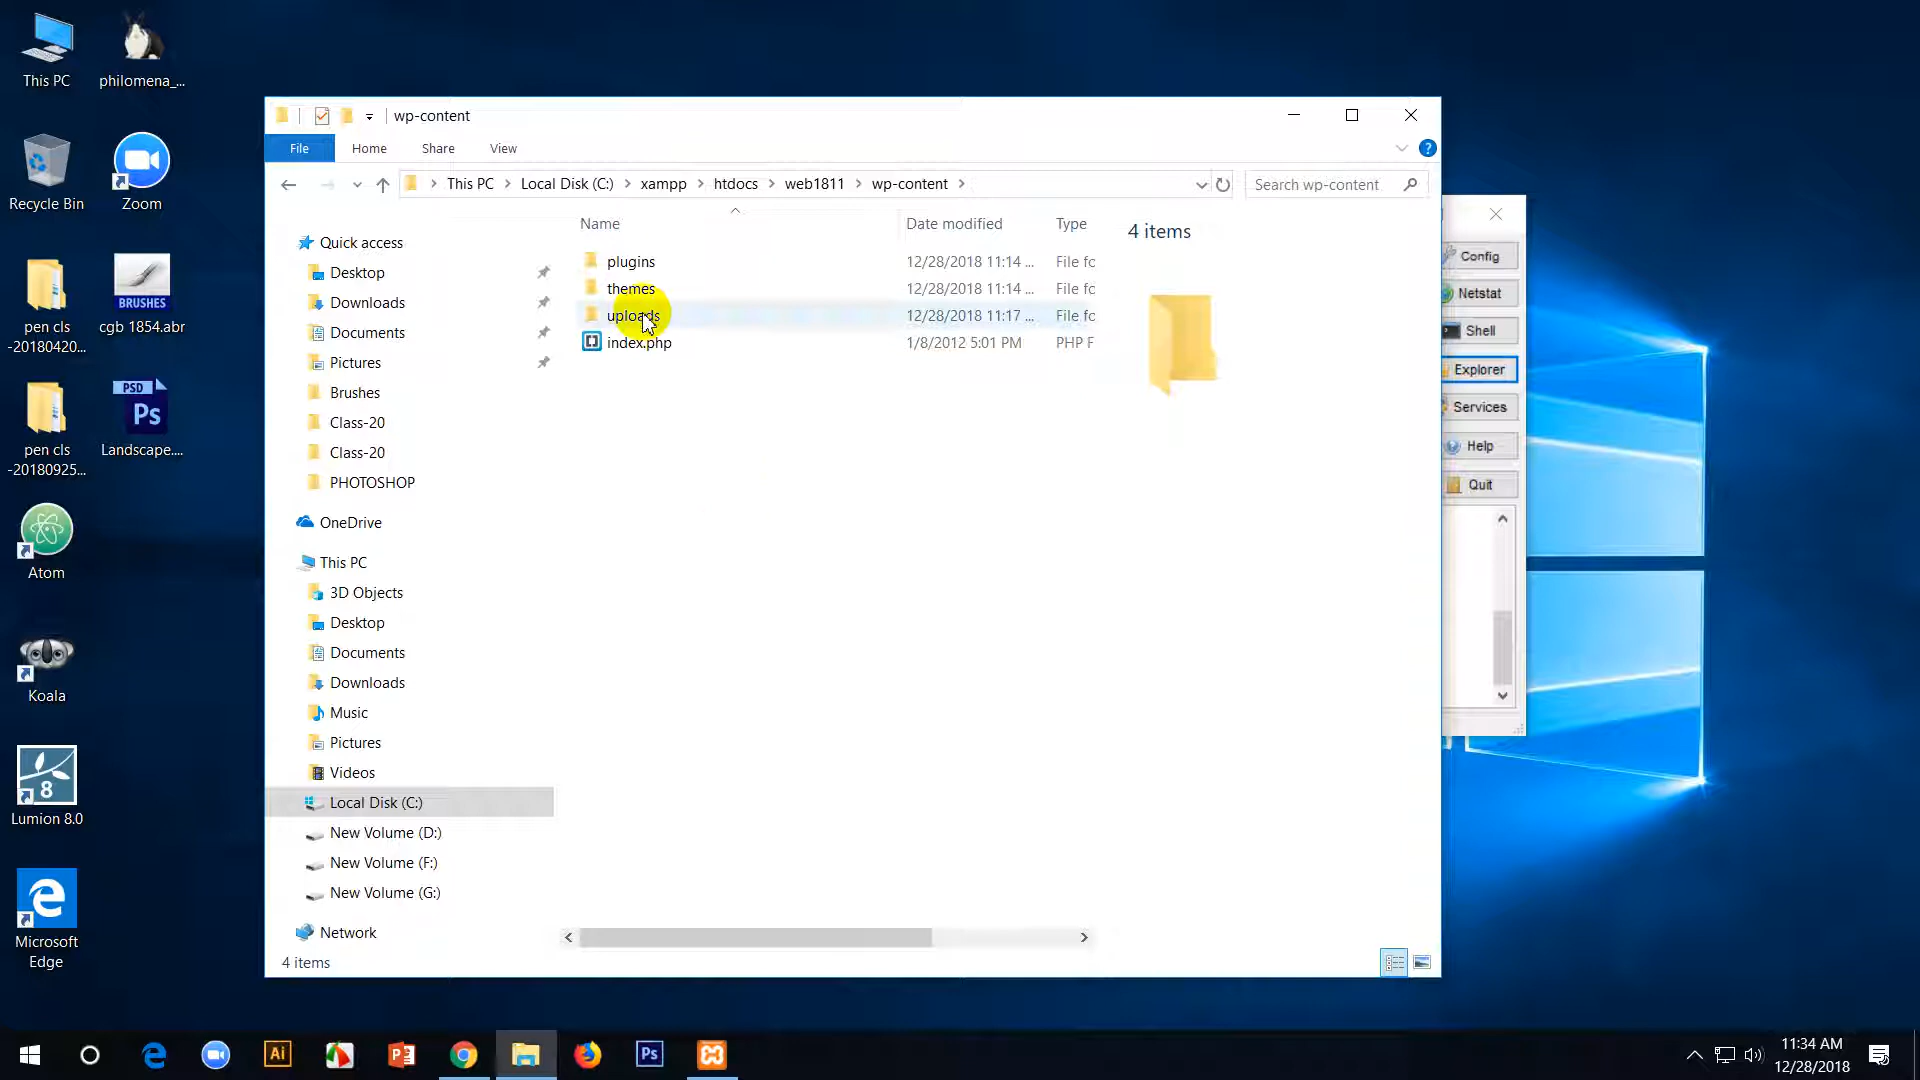 This PC
philomena_...
Recycle Bin
Zoom
pen cls
-20180420...
BRUSHES
cgb 1854.abr
pen cls
-20180925...
PSD
Ps
Landscape....
Atom
Koala
8
Lumion 8.0
Microsoft
Edge
wp-content
File
Home
Share
View
This PC
Local Disk (C:)
xampp
htdocs
web1811
wp-content
Search wp-content
Name
Date modified
Type
plugins
12/28/2018 11:14 ...
File fc
themes
12/28/2018 11:14 ...
File fc
uploads
12/28/2018 11:17 ...
File fc
index.php
1/8/2012 5:01 PM
PHP F
4 items
Quick access
Desktop
Downloads
Documents
Pictures
Brushes
Class-20
Class-20
PHOTOSHOP
OneDrive
This PC
3D Objects
Desktop
Documents
Downloads
Music
Pictures
Videos
Local Disk (C:)
New Volume (D:)
New Volume (F:)
New Volume (G:)
Network
4 items
Config
Netstat
Shell
Explorer
Services
Help
Quit
Ai
Ps
11:34 AM
12/28/2018